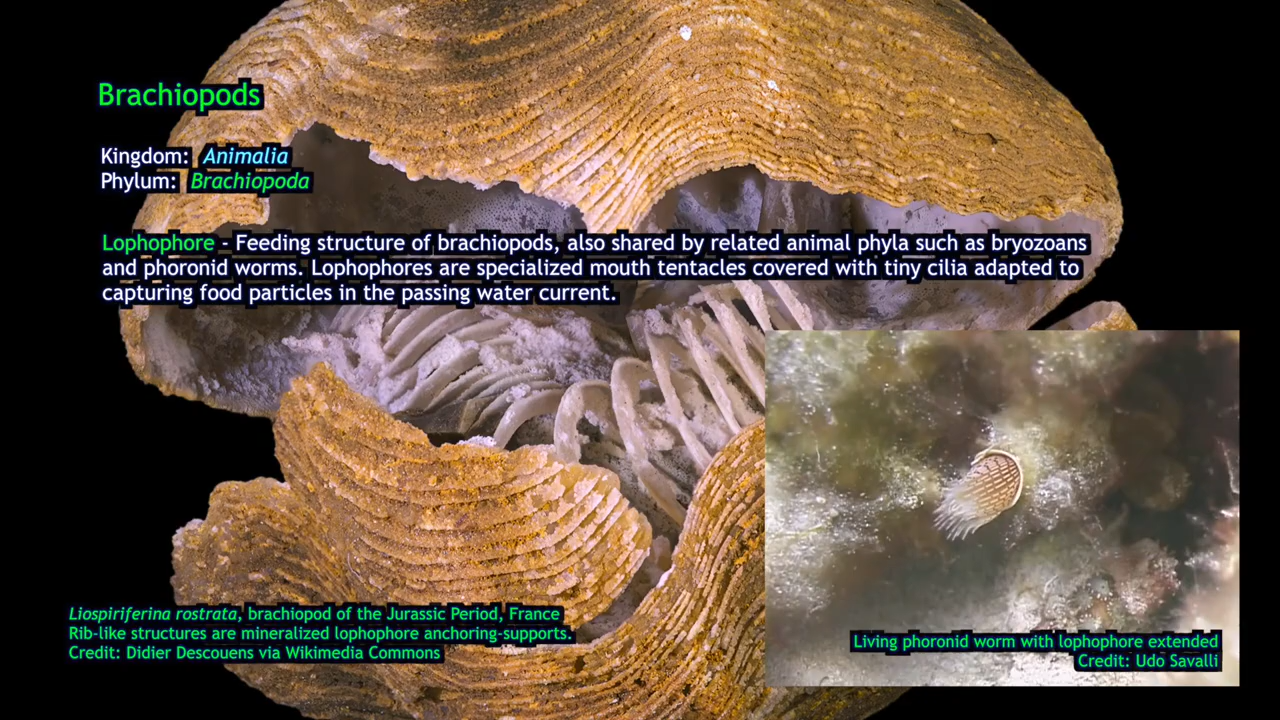 Brachiopods
Kingdom: Animalia
Phylum: Brachiopoda
Lophophore - Feeding structure of brachiopods, also shared by related animal phyla such as bryozoans
and phoronid worms. Lophophores are specialized mouth tentacles covered with tiny cilia adapted to
capturing food particles in the passing water current.
Liospiriferina rostrata, brachiopod of the Jurassic Period, France
Rib-like structures are mineralized lophophore anchoring-supports.
Credit: Didier Descouens via Wikimedia Commons
Living phoronid worm with lophophore extended
Credit: Udo Savalli